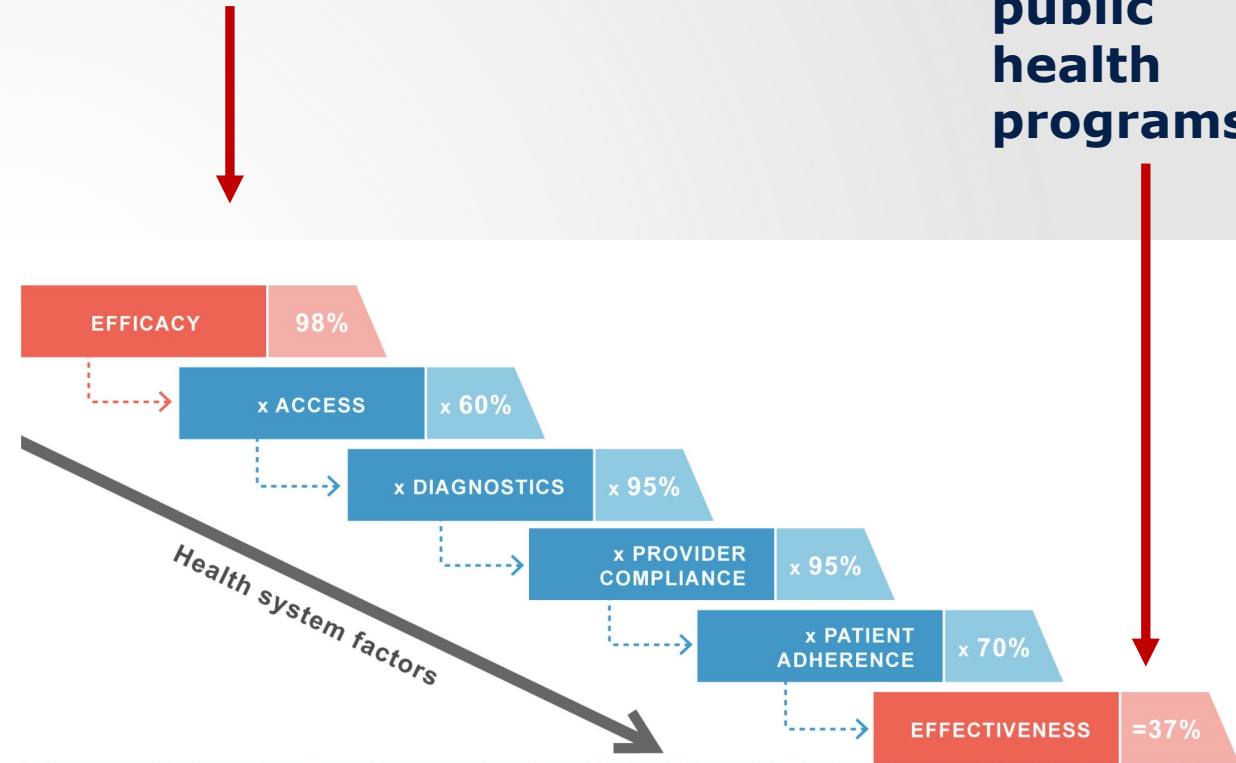 public
health
programs
EFFICACY 98%
x ACCESS x 60%
x DIAGNOSTICS x 95%
x PROVIDER
COMPLIANCE x 95%
Health system factors
x PATIENT
ADHERENCE x 70%
EFFECTIVENESS =37%